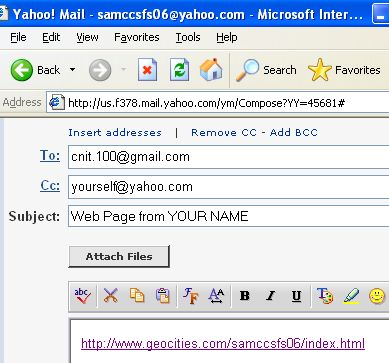 Yahoo! Mail - samccsfs06@yahoo.com - Microsoft Inter...
File Edit View Favorites Tools Help
Back Search Favorites
Address http://us.f378.mail.yahoo.com/ym/Compose?YY=45681#
Insert addresses | Remove CC - Add BCC
To: cnit.100@gmail.com
Cc: yourself@yahoo.com
Subject: Web Page from YOUR NAME
Attach Files
abc B I U T
http://www.geocities.com/samccsfs06/index.html